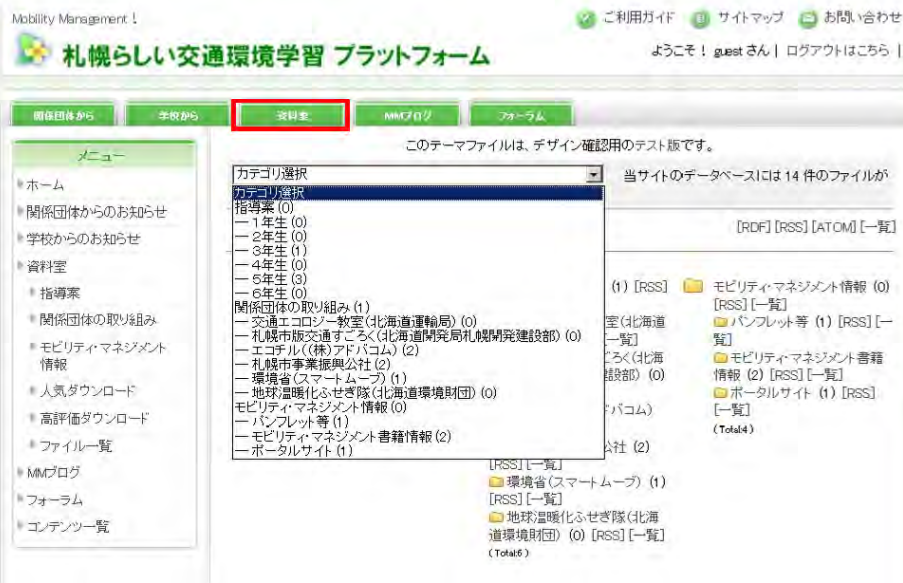 Mobility Management !
ご利用ガイド サイトマップ お問い合わせ
札幌らしい交通環境学習 プラットフォーム
ようこそ! guest さん | ログアウトはこちら |
関係団体から 学校から 資料室 MMブログ フォーラム
メニュー
ホーム
関係団体からのお知らせ
学校からのお知らせ
資料室
指導案
関係団体の取り組み
モビリティ・マネジメント
情報
人気ダウンロード
高評価ダウンロード
ファイル一覧
MMブログ
フォーラム
コンテンツ一覧
このテーマファイルは、デザイン確認用のテスト版です。
カテゴリ選択
当サイトのデータベースには 14 件のファイルが
カテゴリ選択
指導案 (0)
— 1年生 (0)
— 2年生 (0)
— 3年生 (1)
— 4年生 (0)
— 5年生 (3)
— 6年生 (0)
関係団体の取り組み (1)
— 交通エコロジー教室(北海道運輸局) (0)
— 札幌市版交通すごろく(北海道開発局札幌開発建設部) (0)
— エコチル((株)アドバコム) (2)
— 札幌市事業振興公社 (2)
— 環境省(スマートムーブ) (1)
— 地球温暖化ふせぎ隊(北海道環境財団) (0)
モビリティ・マネジメント情報 (0)
— パンフレット等 (1)
— モビリティ・マネジメント書籍情報 (2)
— ポータルサイト (1)
[RDF] [RSS] [ATOM] [一覧]
(1) [RSS]
室(北海道
一覧]
ごろく(北海
建設部) (0)
バコム)
公社 (2)
[RSS] [一覧]
環境省(スマートムーブ) (1)
[RSS] [一覧]
地球温暖化ふせぎ隊(北海
道環境財団) (0) [RSS] [一覧]
(Total:6)
モビリティ・マネジメント情報 (0)
[RSS] [一覧]
パンフレット等 (1) [RSS] [一
覧]
モビリティ・マネジメント書籍
情報 (2) [RSS] [一覧]
ポータルサイト (1) [RSS]
[一覧]
(Total:4)